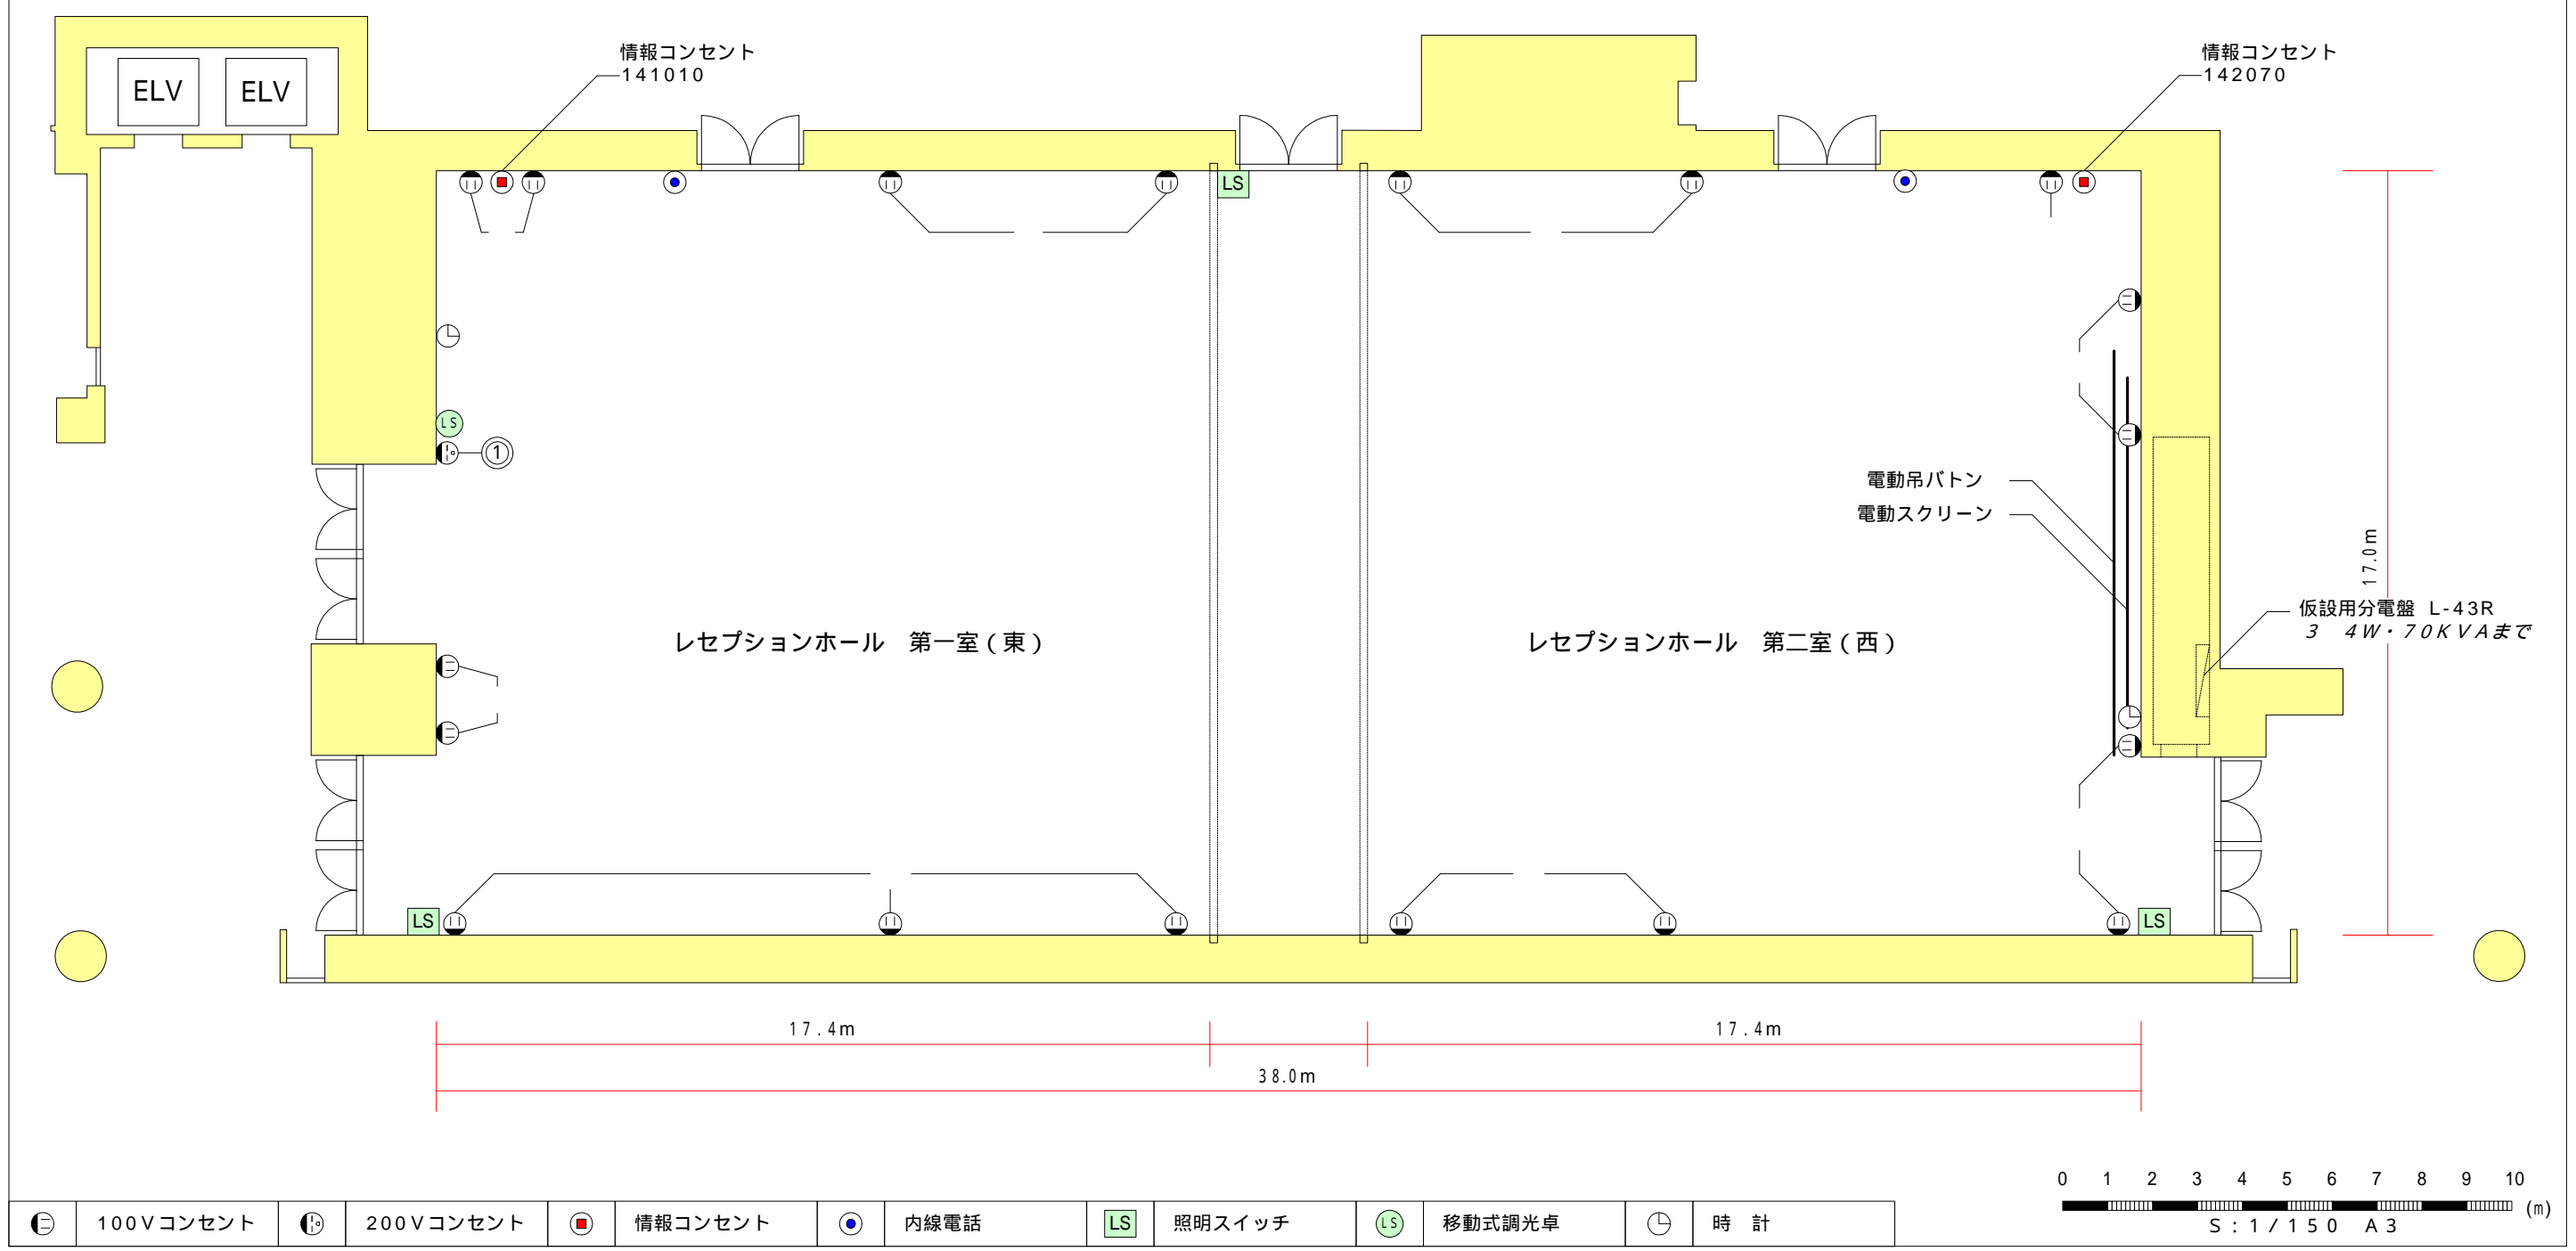 情報コンセント
141010
情報コンセント
142070
ELV
ELV
LS
LS
1
電動吊バトン
電動スクリーン
17.0m
仮設用分電盤 L-43R
3　4W・70KVAまで
レセプションホール　第一室（東）
レセプションホール　第二室（西）
LS
LS
17.4m
17.4m
38.0m
0 1 2 3 4 5 6 7 8 9 10
(m)
S:1/150 A3
100Vコンセント
200Vコンセント
情報コンセント
内線電話
LS
照明スイッチ
LS
移動式調光卓
時　計